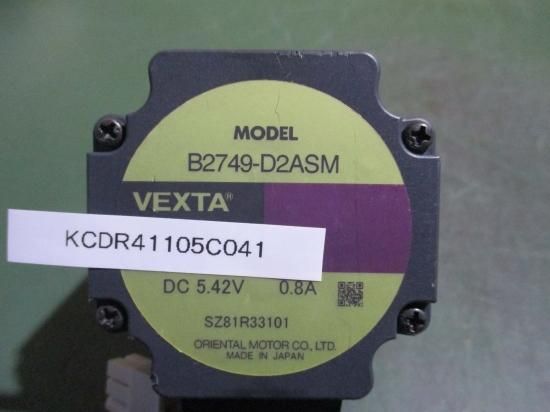 MODEL
B2749-D2ASM
VEXTA®
KCDR41105C041
DC 5.42V 0.8A
SZ81R33101
ORIENTAL MOTOR CO., LTD.
MADE IN JAPAN